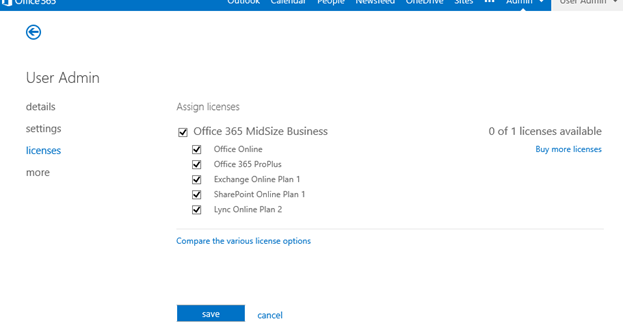 Office 365
Outlook Calendar People Newsfeed OneDrive Sites ••• Admin User Admin
User Admin
details
settings
licenses
more
Assign licenses
Office 365 MidSize Business 0 of 1 licenses available
Office Online Buy more licenses
Office 365 ProPlus
Exchange Online Plan 1
SharePoint Online Plan 1
Lync Online Plan 2
Compare the various license options
save cancel